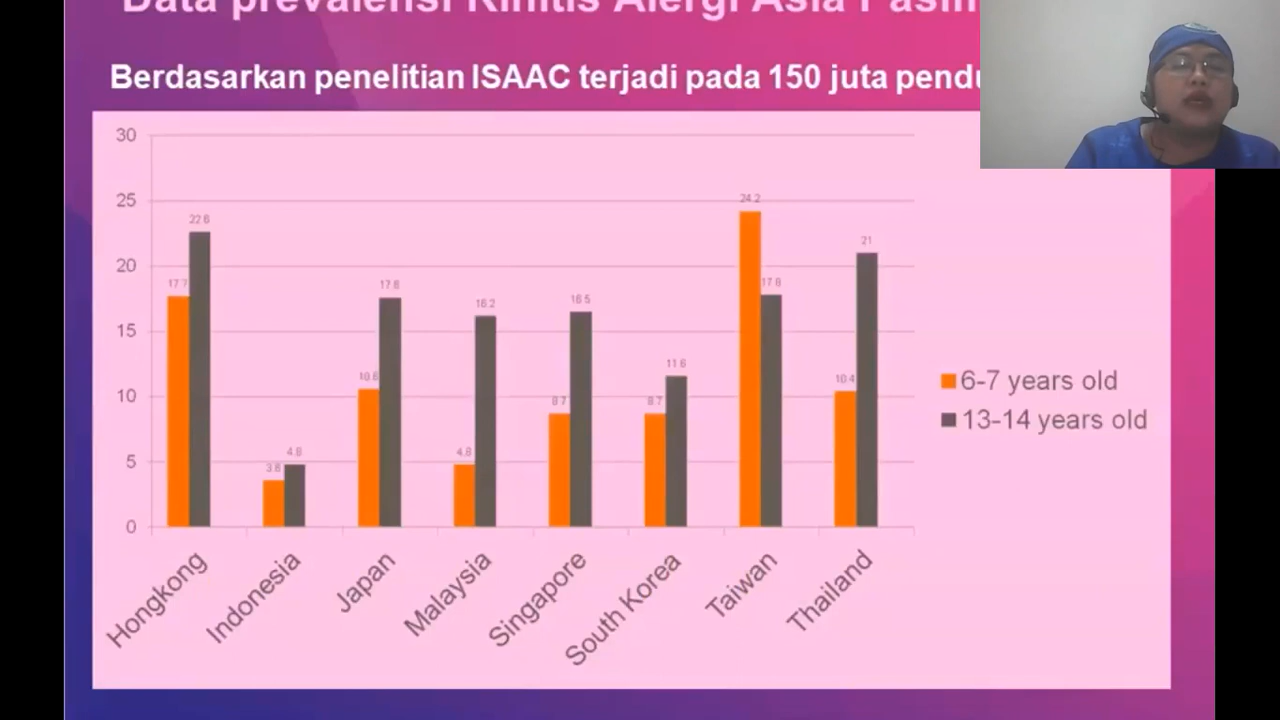 Data prevalensi Rinitis Alergi Asia Pasifi
Berdasarkan penelitian ISAAC terjadi pada 150 juta pendu
30
25
20
15
10
5
0
17.7
22.6
3.6
4.8
10.6
17.6
4.8
16.2
8.7
16.5
8.7
11.6
24.2
17.8
10.4
21
Hongkong
Indonesia
Japan
Malaysia
Singapore
South Korea
Taiwan
Thailand
6-7 years old
13-14 years old